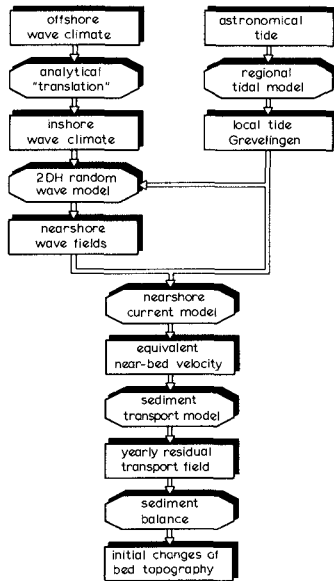 offshore
wave climate
analytical
"translation"
inshore
wave climate
2DH random
wave model
nearshore
wave fields
astronomical
tide
regional
tidal model
local tide
Grevelingen
nearshore
current model
equivalent
near-bed velocity
sediment
transport model
yearly residual
transport field
sediment
balance
initial changes of
bed topography